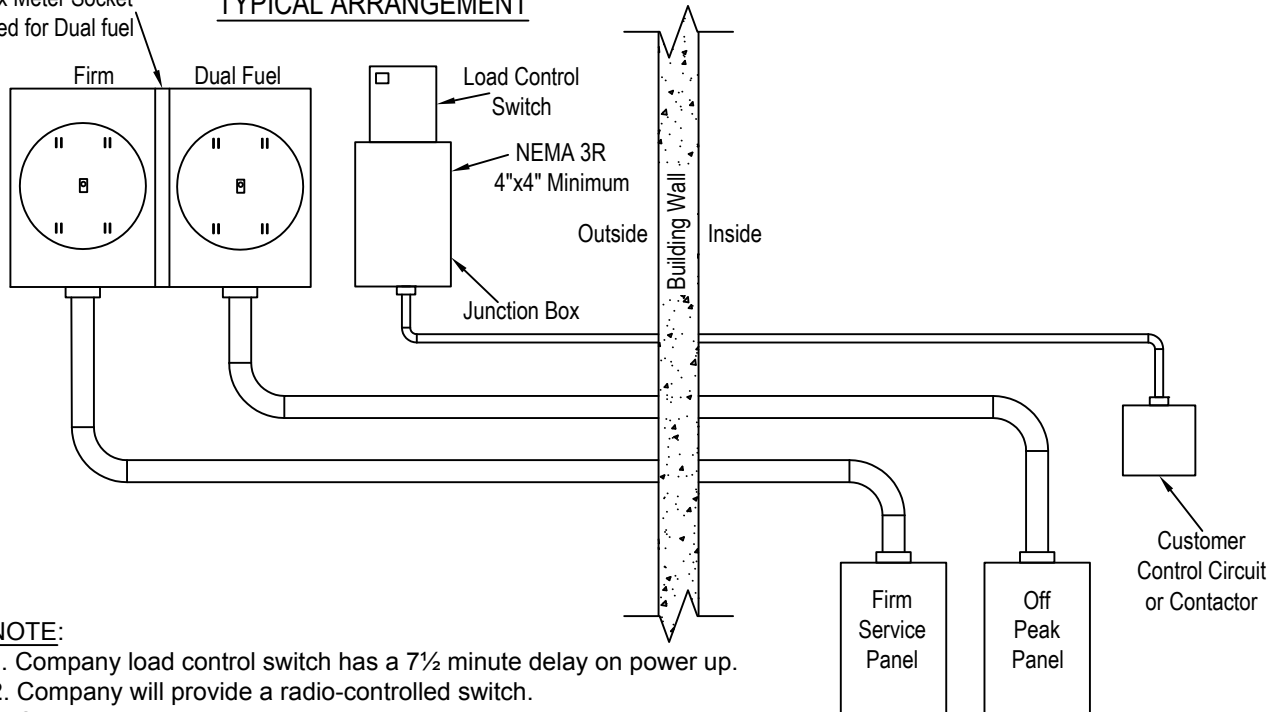 TYPICAL ARRANGEMENT
x Meter Socket
ed for Dual fuel
Firm
Dual Fuel
Load Control
Switch
NEMA 3R
4"x4" Minimum
Junction Box
Outside
Building Wall
Inside
Customer
Control Circuit
or Contactor
Firm
Service
Panel
Off
Peak
Panel
NOTE:
. Company load control switch has a 7½ minute delay on power up.
2. Company will provide a radio-controlled switch.